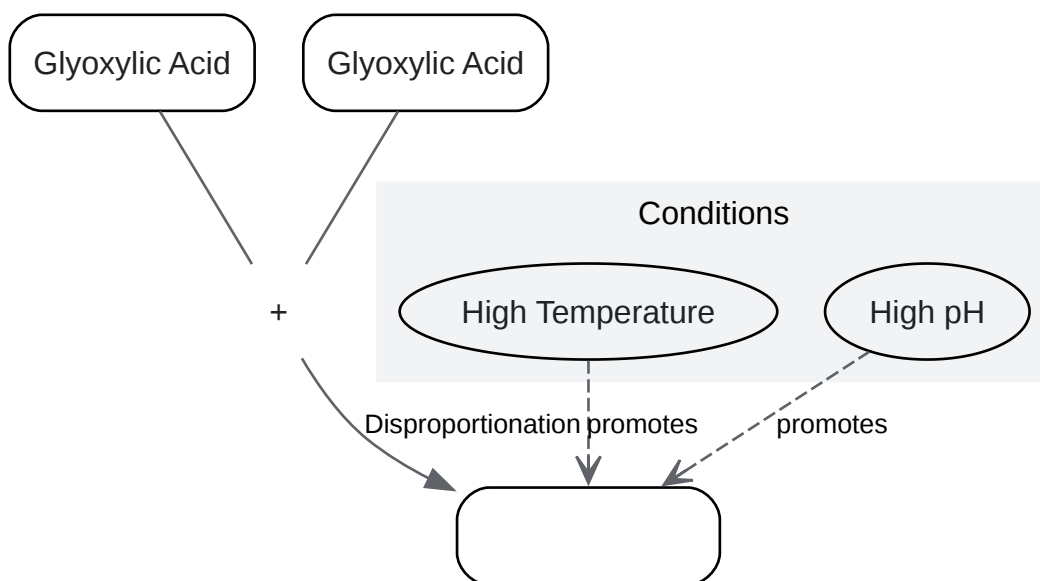 Glyoxylic Acid
Glyoxylic Acid
Conditions
+
High Temperature
High pH
Disproportionation
promotes
promotes